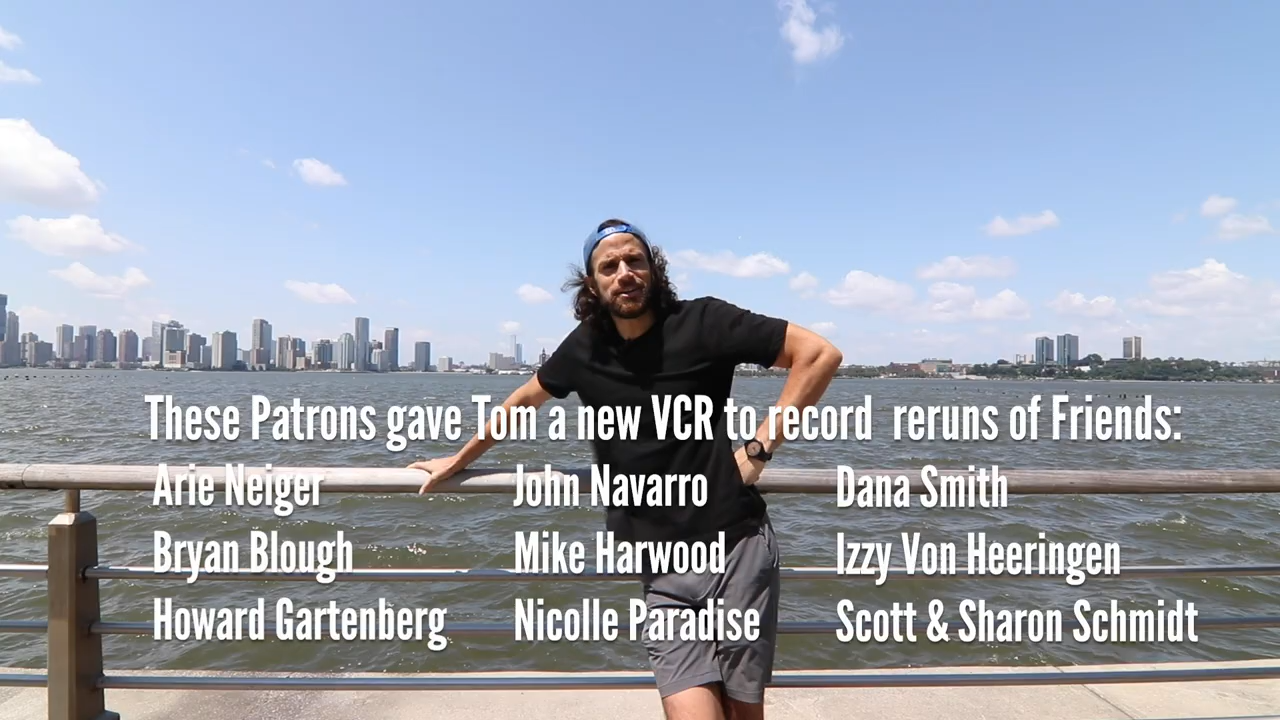 These Patrons gave Tom a new VCR to record reruns of Friends:
Arie Neiger
John Navarro
Dana Smith
Bryan Blough
Mike Harwood
Izzy Von Heeringen
Howard Gartenberg
Nicolle Paradise
Scott & Sharon Schmidt